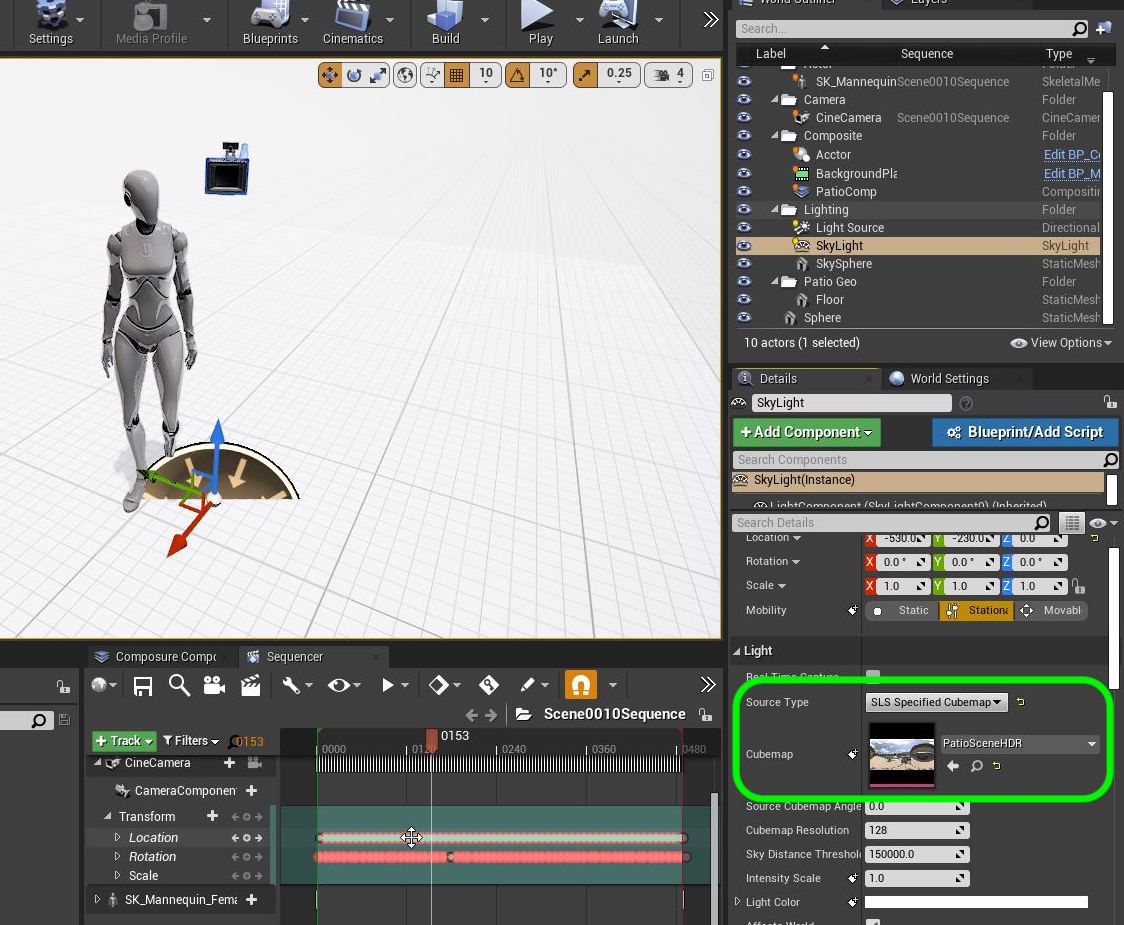 Settings
Media Profile
Blueprints
Cinematics
Build
Play
Launch
10
10°
0.25
4
World Outliner
Layers
Search...
Label
Sequence
Type
Actor
SK_Mannequin
Scene0010Sequence
SkeletalMe
Camera
Folder
CineCamera
Scene0010Sequence
CineCamer
Composite
Folder
Acctor
Edit BP_Co
BackgroundPla
Edit BP_M
PatioComp
Compositin
Lighting
Folder
Light Source
Directional
SkyLight
SkyLight
SkySphere
StaticMesh
Patio Geo
Folder
Floor
StaticMesh
Sphere
StaticMesh
10 actors (1 selected)
View Options
Details
World Settings
SkyLight
+Add Component
Blueprint/Add Script
Search Components
SkyLight(Instance)
LightComponent (SkyLightComponent0) (Inherited)
Search Details
Location
X -530.0
Y -230.0
Z 0.0
Rotation
X 0.0 °
Y 0.0 °
Z 0.0 °
Scale
X 1.0
Y 1.0
Z 1.0
Mobility
Static
Stationa
Movabl
Light
Real Time Capture
Source Type
SLS Specified Cubemap
Cubemap
PatioSceneHDR
Source Cubemap Angle
0.0
Cubemap Resolution
128
Sky Distance Threshold
150000.0
Intensity Scale
1.0
Light Color
Affects World
Composure Compo
Sequencer
Scene0010Sequence
+ Track
Filters
0153
0153
0000
0120
0240
0360
0480
CineCamera
CameraComponen
Transform
Location
Rotation
Scale
SK_Mannequin_Fema